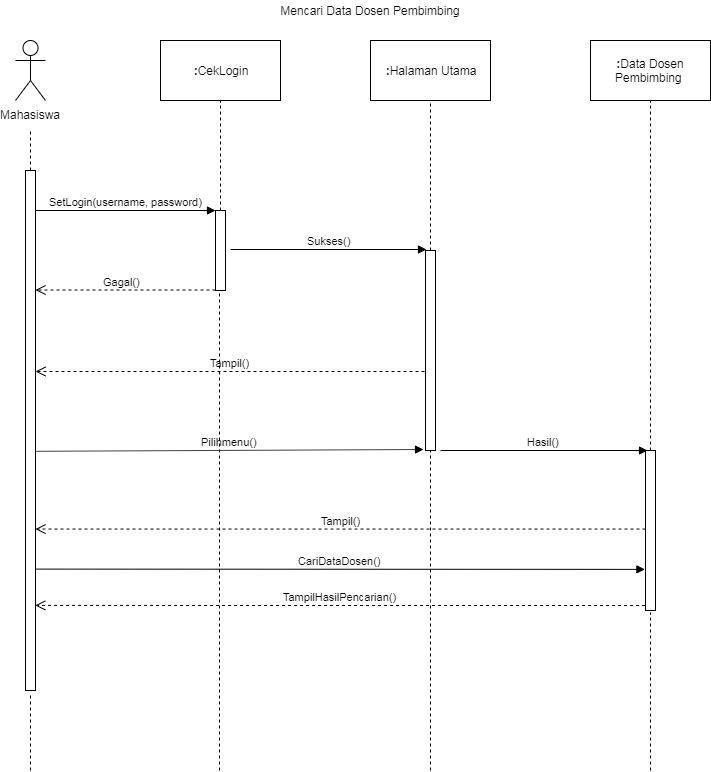 Mencari Data Dosen Pembimbing
:CekLogin
:Halaman Utama
:Data Dosen
Pembimbing
Mahasiswa
SetLogin(username, password)
Sukses()
Gagal()
Tampil()
Pilihmenu()
Hasil()
Tampil()
CariDataDosen()
TampilHasilPencarian()